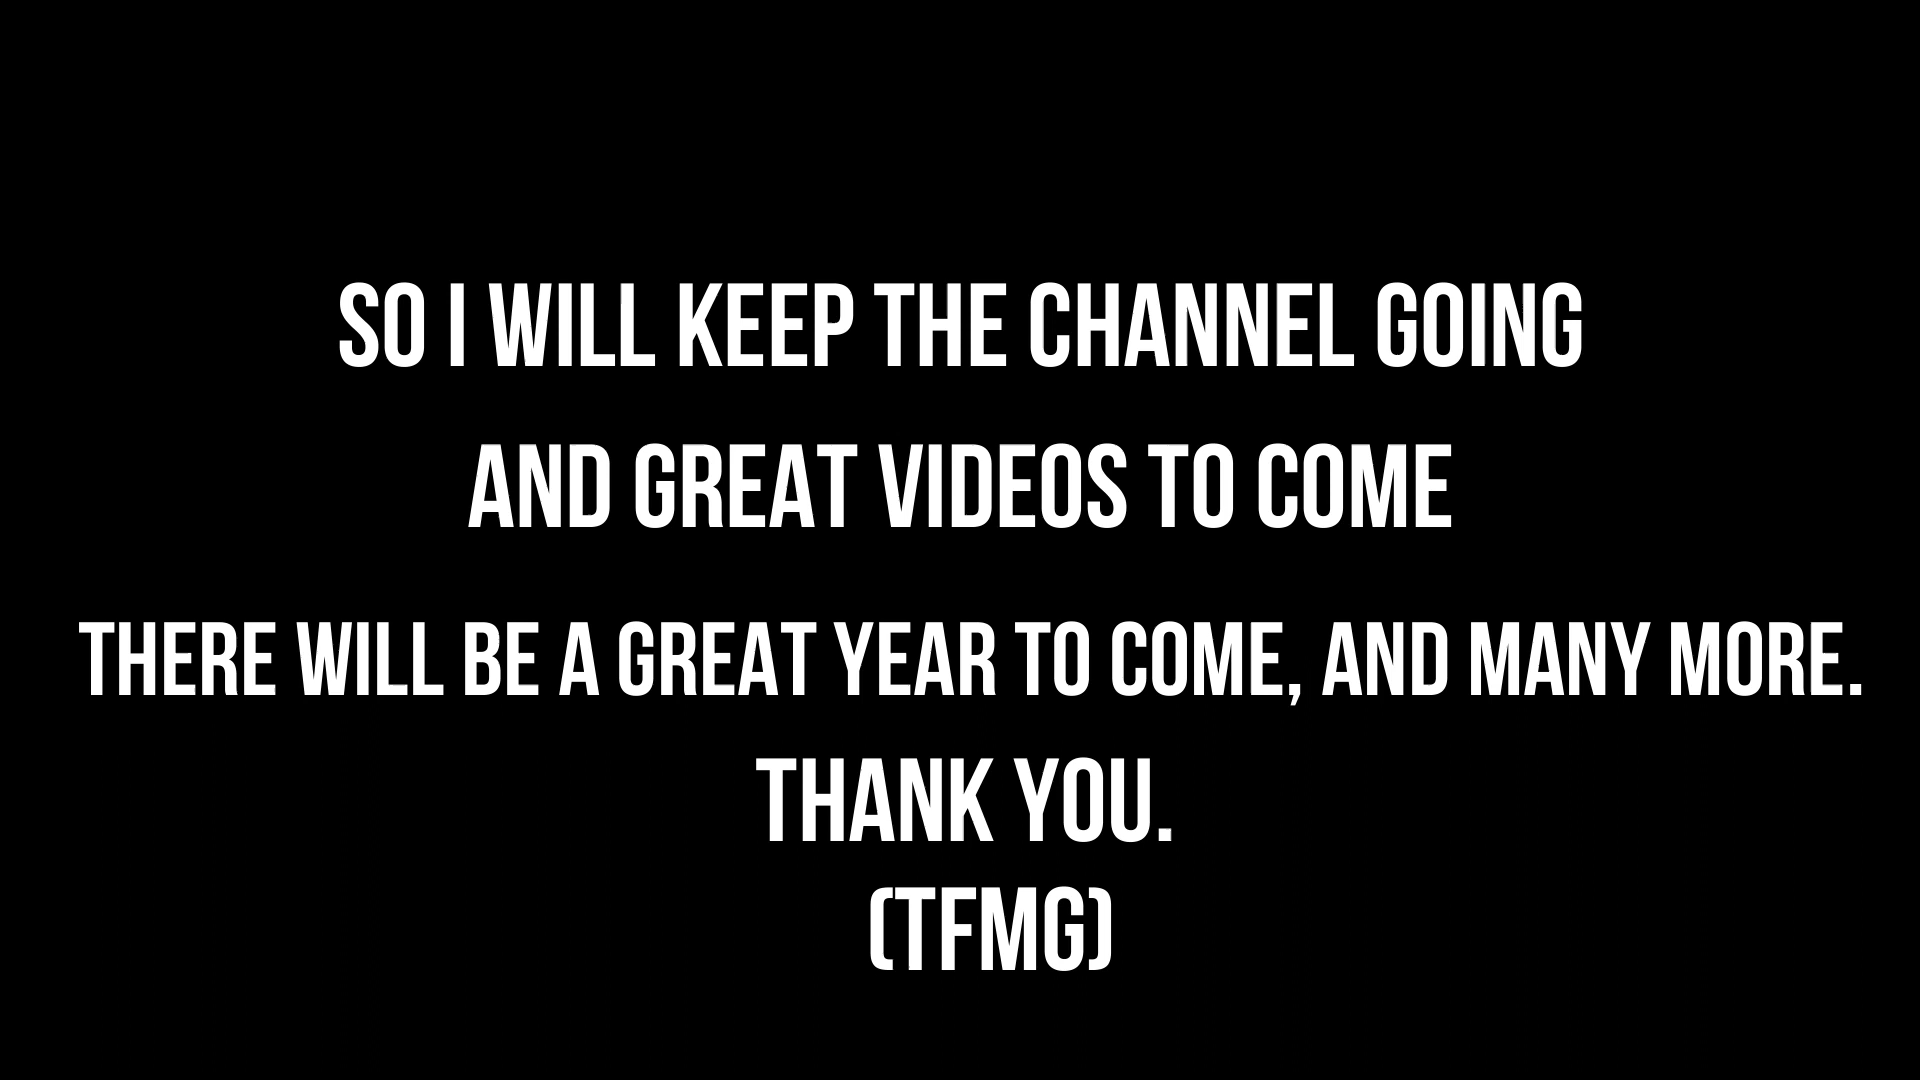 SO I WILL KEEP THE CHANNEL GOING
AND GREAT VIDEOS TO COME
THERE WILL BE A GREAT YEAR TO COME, AND MANY MORE.
THANK YOU.
(TFMG)